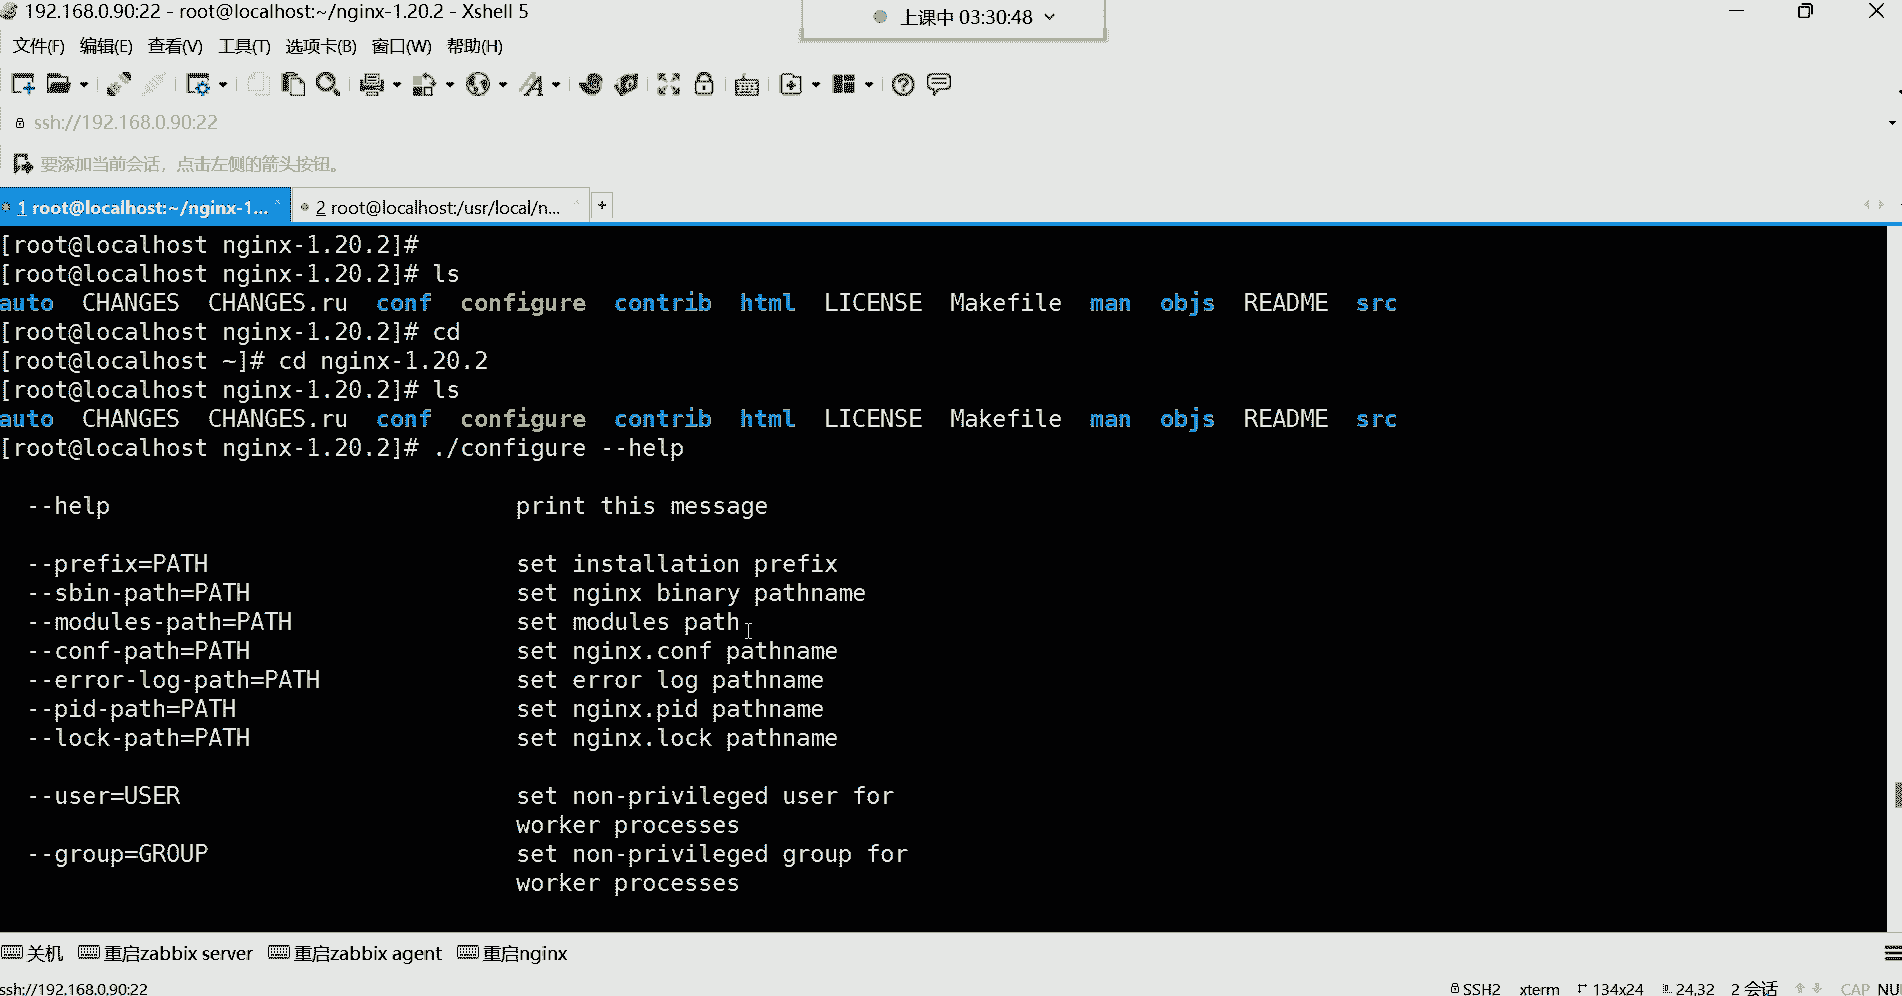 192.168.0.90:22 - root@localhost:~/nginx-1.20.2 - Xshell 5
上课中 03:30:48
文件(F) 编辑(E) 查看(V) 工具(T) 选项卡(B) 窗口(W) 帮助(H)
ssh://192.168.0.90:22
要添加当前会话，点击左侧的箭头按钮。
1 root@localhost:~/nginx-1... 2 root@localhost:/usr/local/n... +
[root@localhost nginx-1.20.2]#
[root@localhost nginx-1.20.2]# ls
auto CHANGES CHANGES.ru conf configure contrib html LICENSE Makefile man objs README src
[root@localhost nginx-1.20.2]# cd
[root@localhost ~]# cd nginx-1.20.2
[root@localhost nginx-1.20.2]# ls
auto CHANGES CHANGES.ru conf configure contrib html LICENSE Makefile man objs README src
[root@localhost nginx-1.20.2]# ./configure --help
--help print this message
--prefix=PATH set installation prefix
--sbin-path=PATH set nginx binary pathname
--modules-path=PATH set modules path
--conf-path=PATH set nginx.conf pathname
--error-log-path=PATH set error log pathname
--pid-path=PATH set nginx.pid pathname
--lock-path=PATH set nginx.lock pathname
--user=USER set non-privileged user for
worker processes
--group=GROUP set non-privileged group for
worker processes
关机 重启zabbix server 重启zabbix agent 重启nginx
ssh://192.168.0.90:22 SSH2 xterm 134x24 24,32 2 会话 CAP NU